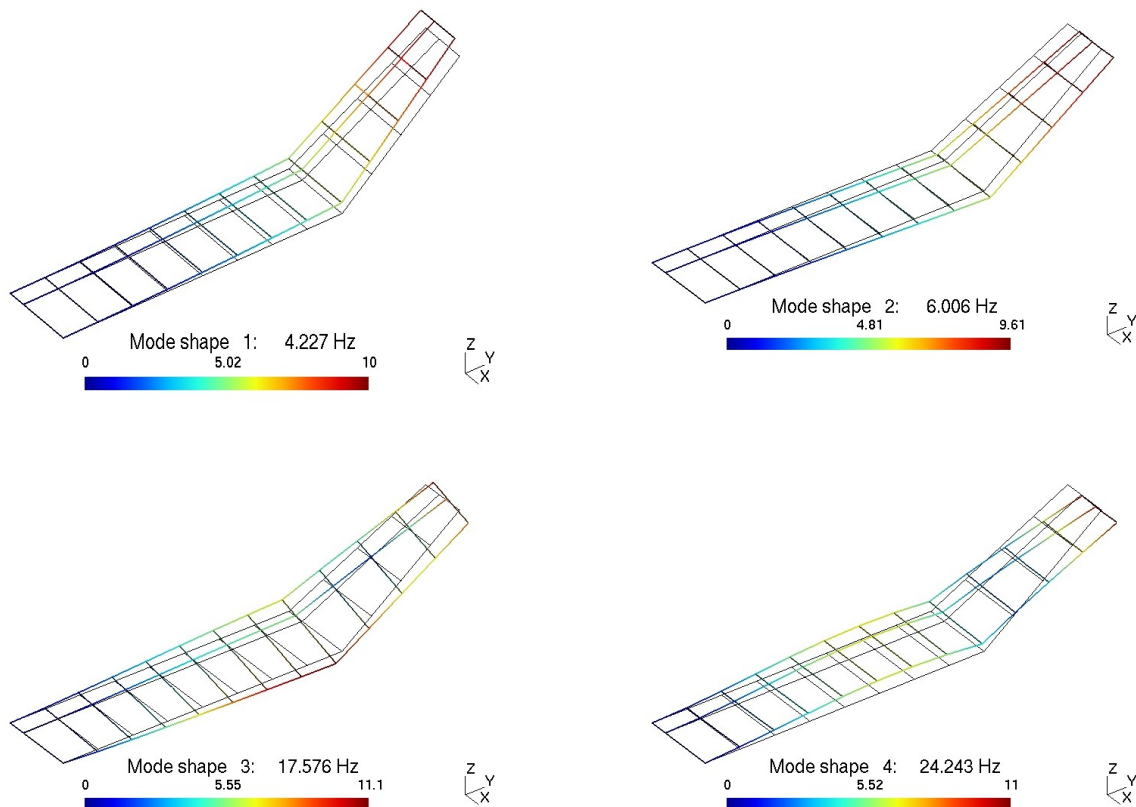 Mode shape 1: 4.227 Hz
0 5.02 10
Z
Y
X
Mode shape 2: 6.006 Hz
0 4.81 9.61
Z
Y
X
Mode shape 3: 17.576 Hz
0 5.55 11.1
Z
Y
X
Mode shape 4: 24.243 Hz
0 5.52 11
Z
Y
X